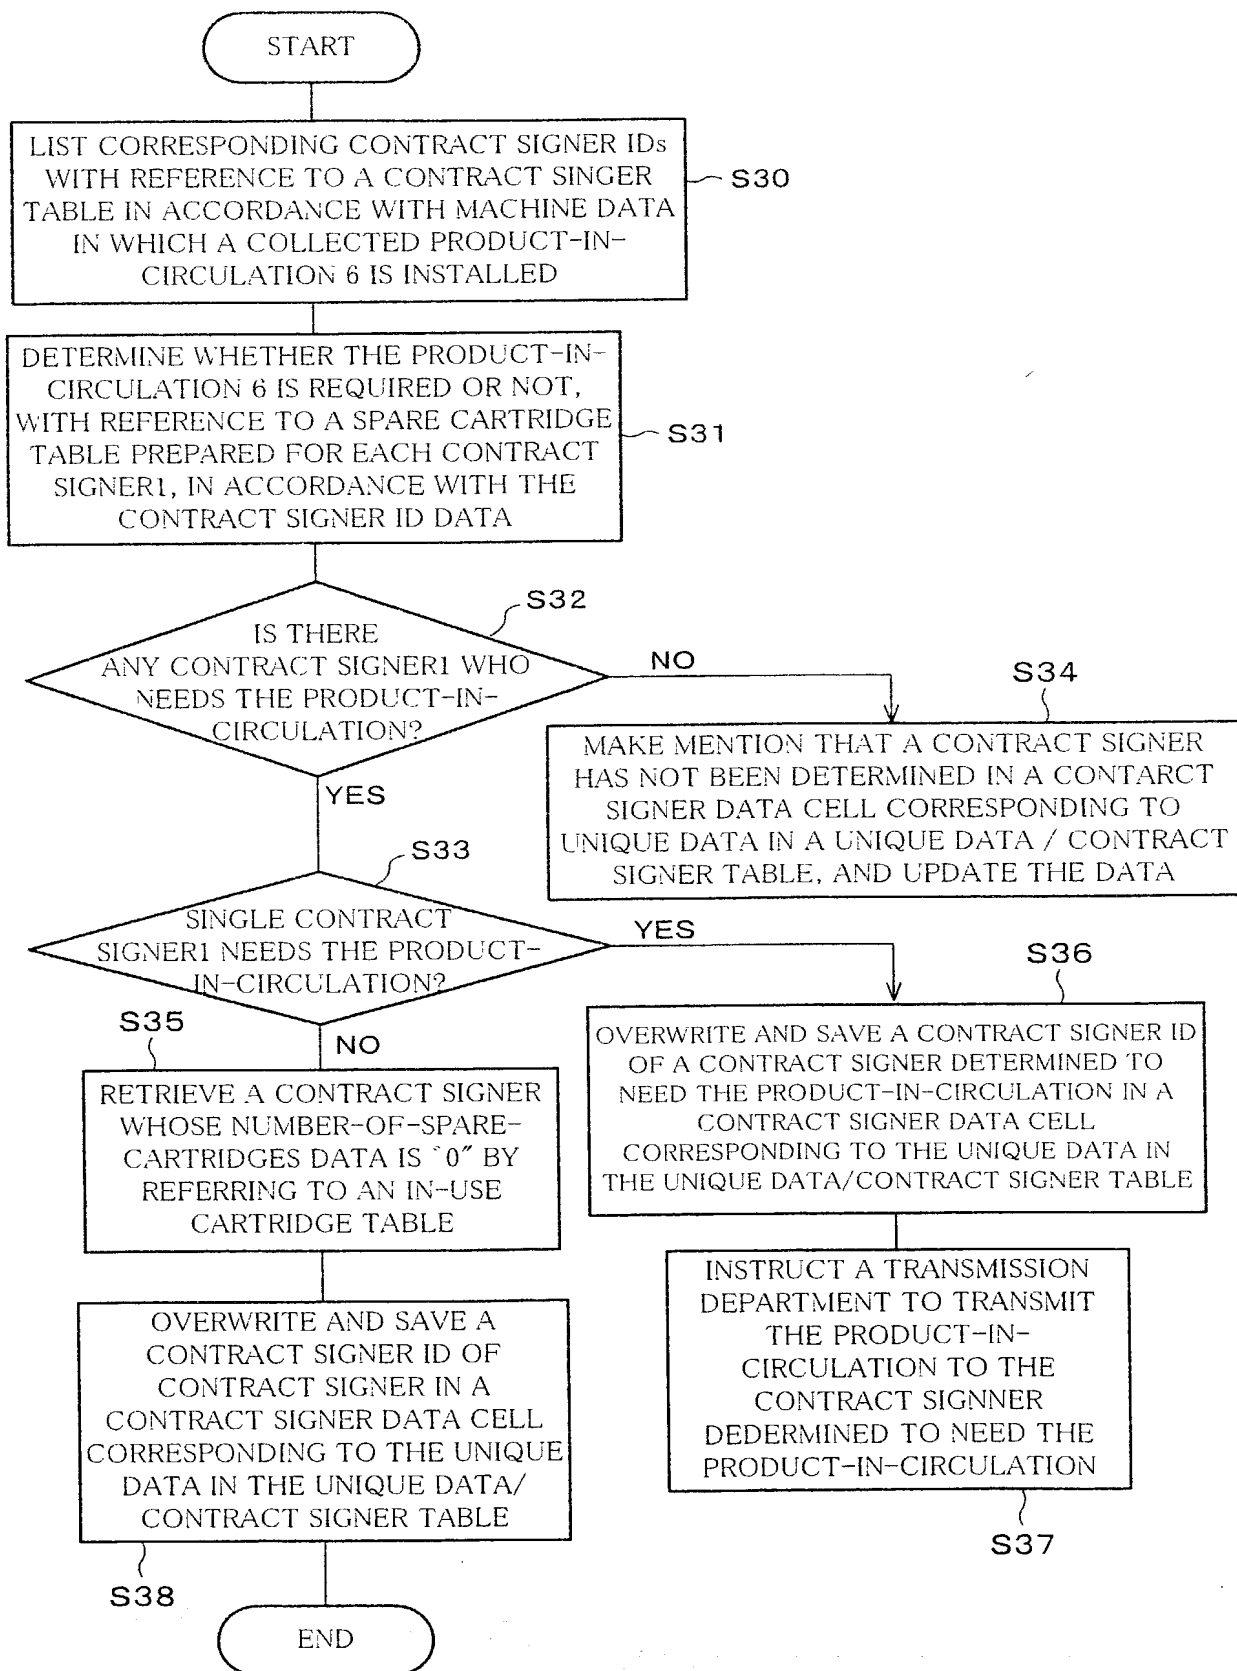 START
LIST CORRESPONDING CONTRACT SIGNER IDs
WITH REFERENCE TO A CONTRACT SINGER
TABLE IN ACCORDANCE WITH MACHINE DATA
IN WHICH A COLLECTED PRODUCT-IN-
CIRCULATION 6 IS INSTALLED
S30
DETERMINE WHETHER THE PRODUCT-IN-
CIRCULATION 6 IS REQUIRED OR NOT,
WITH REFERENCE TO A SPARE CARTRIDGE
TABLE PREPARED FOR EACH CONTRACT
SIGNER1, IN ACCORDANCE WITH THE
CONTRACT SIGNER ID DATA
S31
S32
IS THERE
ANY CONTRACT SIGNER1 WHO
NEEDS THE PRODUCT-IN-
CIRCULATION?
NO
YES
S34
MAKE MENTION THAT A CONTRACT SIGNER
HAS NOT BEEN DETERMINED IN A CONTARCT
SIGNER DATA CELL CORRESPONDING TO
UNIQUE DATA IN A UNIQUE DATA / CONTRACT
SIGNER TABLE, AND UPDATE THE DATA
S33
SINGLE CONTRACT
SIGNER1 NEEDS THE PRODUCT-
IN-CIRCULATION?
YES
NO
S36
OVERWRITE AND SAVE A CONTRACT SIGNER ID
OF A CONTRACT SIGNER DETERMINED TO
NEED THE PRODUCT-IN-CIRCULATION IN A
CONTRACT SIGNER DATA CELL
CORRESPONDING TO THE UNIQUE DATA IN
THE UNIQUE DATA/CONTRACT SIGNER TABLE
S35
RETRIEVE A CONTRACT SIGNER
WHOSE NUMBER-OF-SPARE-
CARTRIDGES DATA IS "0" BY
REFERRING TO AN IN-USE
CARTRIDGE TABLE
INSTRUCT A TRANSMISSION
DEPARTMENT TO TRANSMIT
THE PRODUCT-IN-
CIRCULATION TO THE
CONTRACT SIGNNER
DEDERMINED TO NEED THE
PRODUCT-IN-CIRCULATION
S37
OVERWRITE AND SAVE A
CONTRACT SIGNER ID OF
CONTRACT SIGNER IN A
CONTRACT SIGNER DATA CELL
CORRESPONDING TO THE UNIQUE
DATA IN THE UNIQUE DATA/
CONTRACT SIGNER TABLE
S38
END